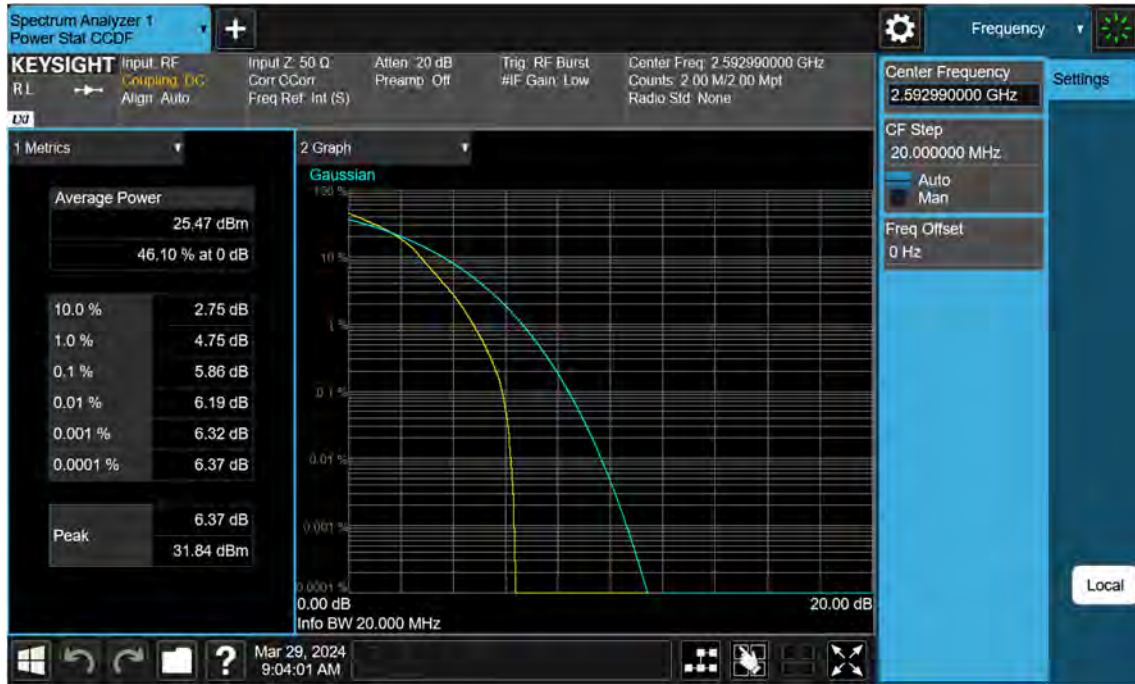 Spectrum Analyzer 1
Power Stat CCDF
+
Frequency
KEYSIGHT
R L
LXI
Input: RF
Coupling: DC
Align: Auto
Input Z: 50 Ω
Corr CCorr
Freq Ref: Int (S)
Atten: 20 dB
Preamp: Off
Trig: RF Burst
#IF Gain: Low
Center Freq: 2.592990000 GHz
Counts: 2.00 M/2.00 Mpt
Radio Std: None
Center Frequency
2.592990000 GHz
Settings
CF Step
20.000000 MHz
Auto
Man
Freq Offset
0 Hz
1 Metrics
Average Power
25.47 dBm
46.10 % at 0 dB
10.0 % 2.75 dB
1.0 % 4.75 dB
0.1 % 5.86 dB
0.01 % 6.19 dB
0.001 % 6.32 dB
0.0001 % 6.37 dB
Peak
6.37 dB
31.84 dBm
2 Graph
Gaussian
100 %
10 %
1 %
0.1 %
0.01 %
0.001 %
0.0001 %
0.00 dB
20.00 dB
Info BW 20.000 MHz
Local
?
Mar 29, 2024
9:04:01 AM